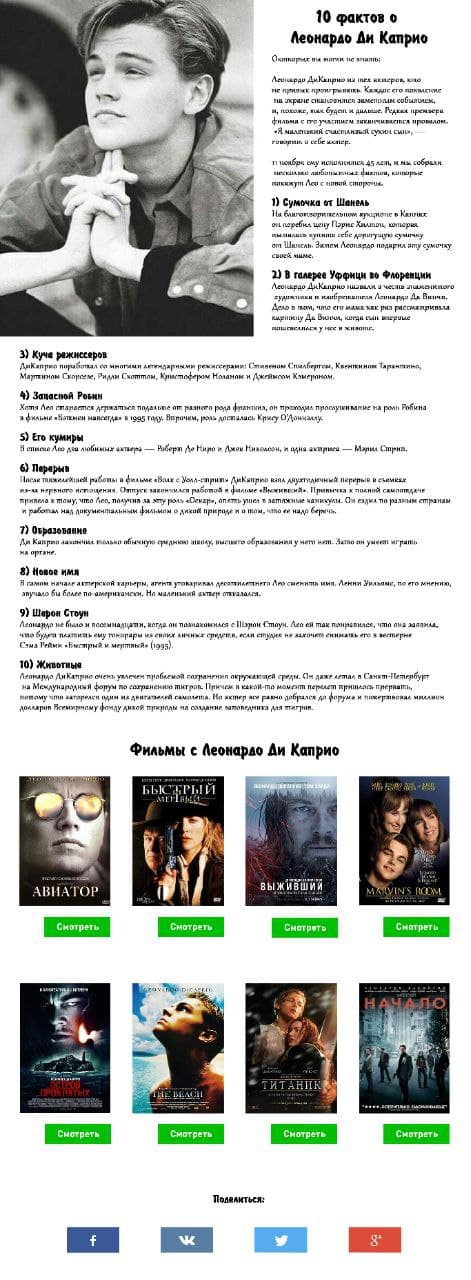 10 фактов о
Леонардо Ди Каприо
О которых вы могли не знать:
Леонардо ДиКаприо из тех актеров, кто
не привык проигрывать. Каждое его появление
на экране становится заметным событием,
и, похоже, так будет и дальше. Редкая премьера
фильма с его участием заканчивается провалом.
«Я маленький счастливый сукин сын», —
говорит о себе актер.
11 ноября ему исполнится 45 лет, и мы собрали
несколько любопытных фактов, которые
покажут Лео с новой стороны.
1) Сумочка от Шанель
На благотворительном аукционе в Каннах
он перебил цену Пэрис Хилтон, которая
пыталась купить себе дорогущую сумочку
от Шанель. Затем Леонардо подарил эту сумочку
своей маме.
2) В галерее Уффици во Флоренции
Леонардо ДиКаприо назвали в честь знаменитого
художника и изобретателя Леонардо Да Винчи.
Дело в том, что его мама как раз рассматривала
картину Да Винчи, когда сын впервые
пошевелился у нее в животе.
3) Куча режиссеров
ДиКаприо поработал со многими легендарными режиссерами: Стивеном Спилбергом, Квентином Тарантино,
Мартином Скорсезе, Ридли Скоттом, Кристофером Ноланом и Джеймсом Кэмероном.
4) Запасной Робин
Хотя Лео старается держаться подальше от разного рода франшиз, он проходил прослушивание на роль Робина
в фильме «Бэтмен навсегда» в 1995 году. Впрочем, роль досталась Крису О'Доннеллу.
5) Его кумиры
В списке Лео два любимых актера — Роберт Де Ниро и Джек Николсон, и одна актриса — Мэрил Стрип.
6) Перерыв
После тяжелейшей работы в фильме «Волк с Уолл-стрит» ДиКаприо взял двухгодичный перерыв в съемках
из-за нервного истощения. Отпуск закончился работой в фильме «Выживший». Привычка к полной самоотдаче
привела к тому, что Лео, получив за эту роль «Оскар», опять ушел в затяжные каникулы. Он ездил по разным странам
и работал над документальным фильмом о дикой природе и о том, как ее надо беречь.
7) Образование
Ди Каприо закончил только обычную среднюю школу, высшего образования у него нет. Зато он умеет играть
на органе.
8) Новое имя
В самом начале актерской карьеры, агент уговаривал десятилетнего Лео сменить имя. Ленни Уильямс, по его мнению,
звучало бы более по-американски. Но маленький актер отказался.
9) Шэрон Стоун
Леонардо не было и восемнадцати, когда он познакомился с Шэрон Стоун. Лео ей так понравился, что она заявила,
что будет платить ему гонорары из своих личных средств, если студия не захочет снимать его в вестерне
Сэма Рейми «Быстрый и мертвый» (1995).
10) Животные
Леонардо ДиКаприо очень увлечен проблемой сохранения окружающей среды. Он даже летал в Санкт-Петербург
на Международный форум по сохранению тигров. Причем в какой-то момент перелет пришлось прервать,
потому что загорелся один из двигателей самолета. Но актер все равно добрался до форума и пожертвовал миллион
долларов Всемирному фонду дикой природы на создание заповедника для тигров.
Фильмы с Леонардо Ди Каприо
АВИАТОР
БЫСТРЫЙ
МЕРТВЫЙ
ВЫЖИВШИЙ
MARVIN'S ROOM
Смотреть
Смотреть
Смотреть
Смотреть
ОСТРОВ
ПРОКЛЯТЫХ
LEONARDO DICAPRIO
THE BEACH
ТИТАНИК
НАЧАЛО
Смотреть
Смотреть
Смотреть
Смотреть
Поделиться:
f
g+